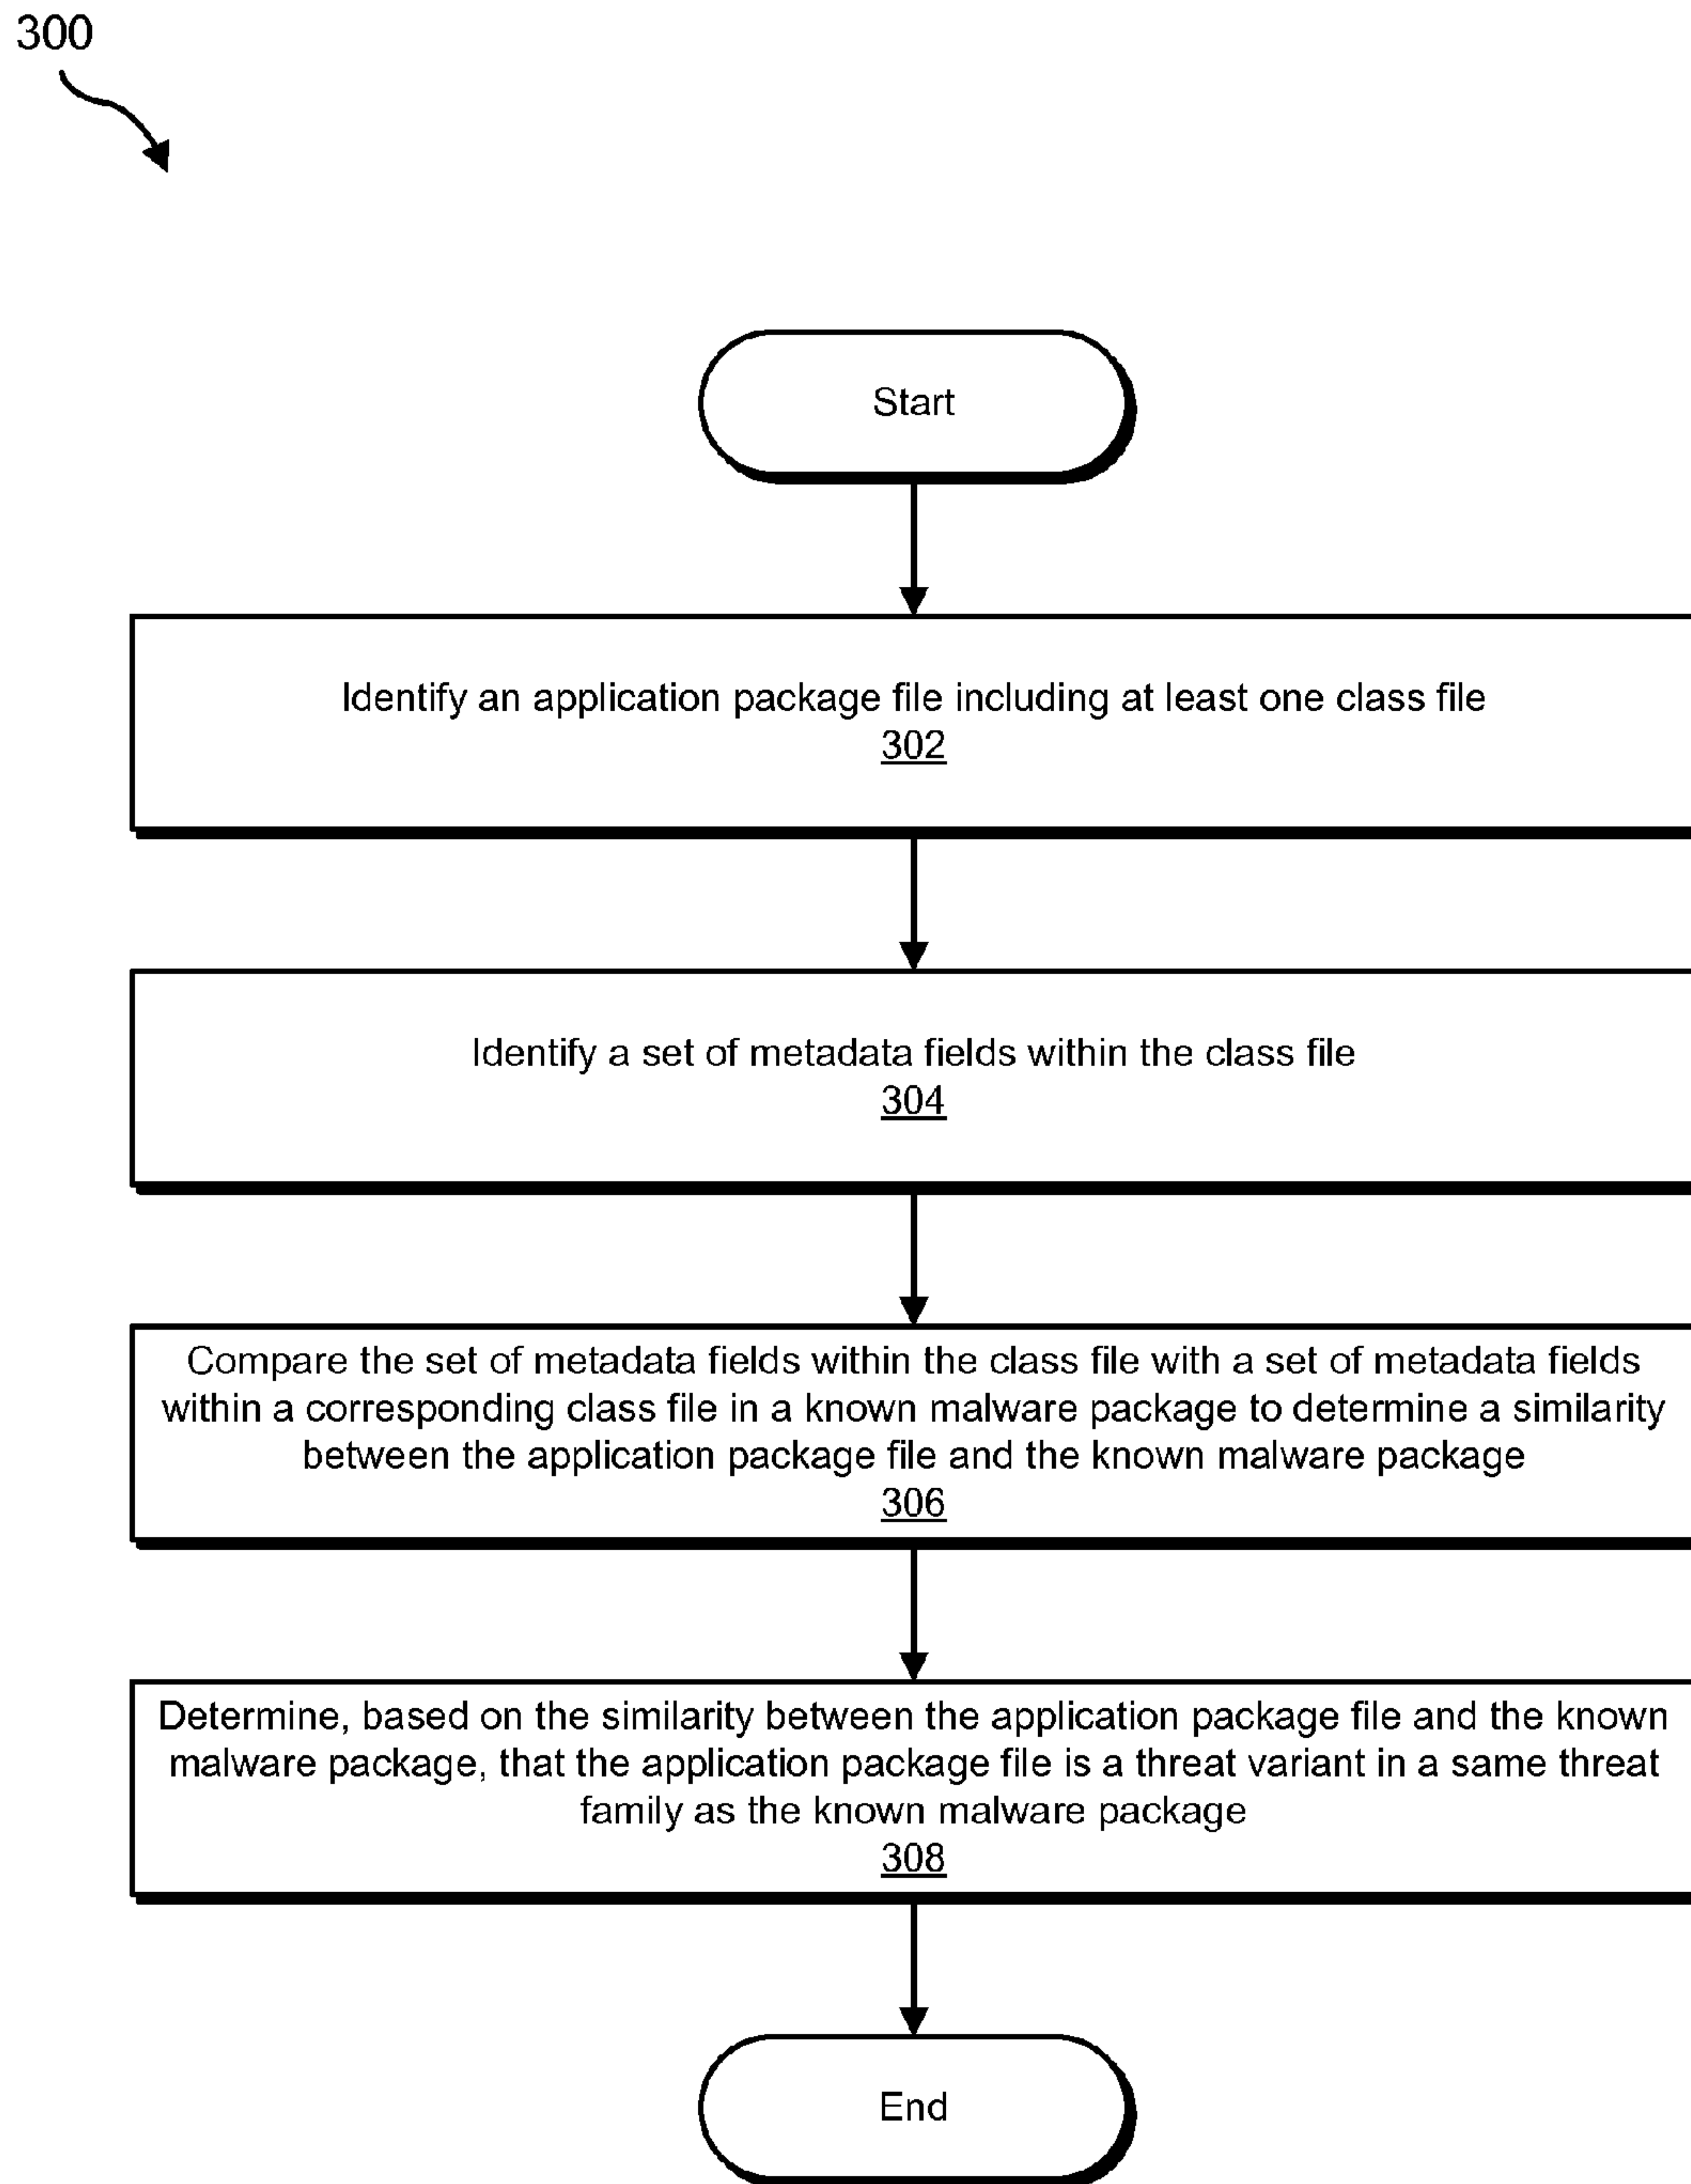 300
Start
Identify an application package file including at least one class file
302
Identify a set of metadata fields within the class file
304
Compare the set of metadata fields within the class file with a set of metadata fields
within a corresponding class file in a known malware package to determine a similarity
between the application package file and the known malware package
306
Determine, based on the similarity between the application package file and the known
malware package, that the application package file is a threat variant in a same threat
family as the known malware package
308
End